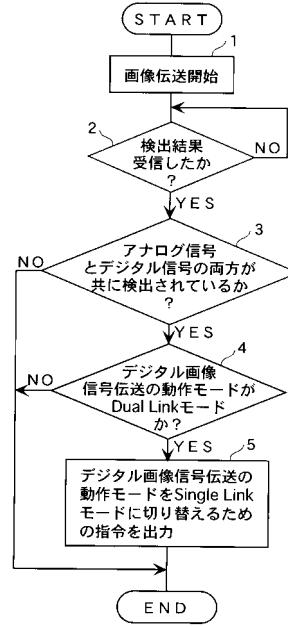 START
1
画像伝送開始
2
検出結果
受信したか
?
NO
YES
3
アナログ信号
とデジタル信号の両方が
共に検出されているか
?
NO
YES
4
デジタル画像
信号伝送の動作モードが
Dual Linkモード
か?
NO
YES
5
デジタル画像信号伝送の
動作モードをSingle Link
モードに切り替えるため
の指令を出力
END